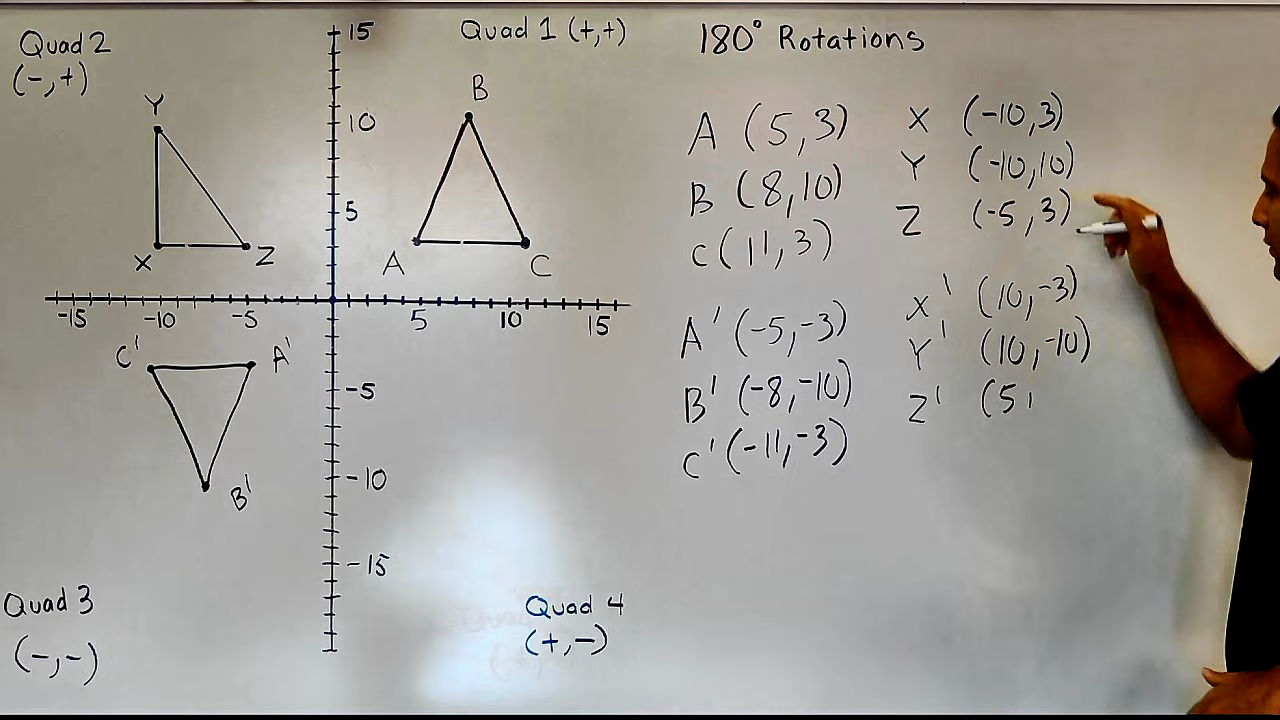 Quad 2
(-,+)
Quad 1 (+,+)
180° Rotations
15
10
5
-5
-10
-15
-15 -10 -5 5 10 15
Y
X
Z
B
A
C
C'
A'
B'
A (5,3)
B (8,10)
C (11,3)
A' (-5,-3)
B' (-8,-10)
C' (-11,-3)
X (-10,3)
Y (-10,10)
Z (-5,3)
X' (10,-3)
Y' (10,-10)
Z' (5,
Quad 3
(-,-)
Quad 4
(+,-)